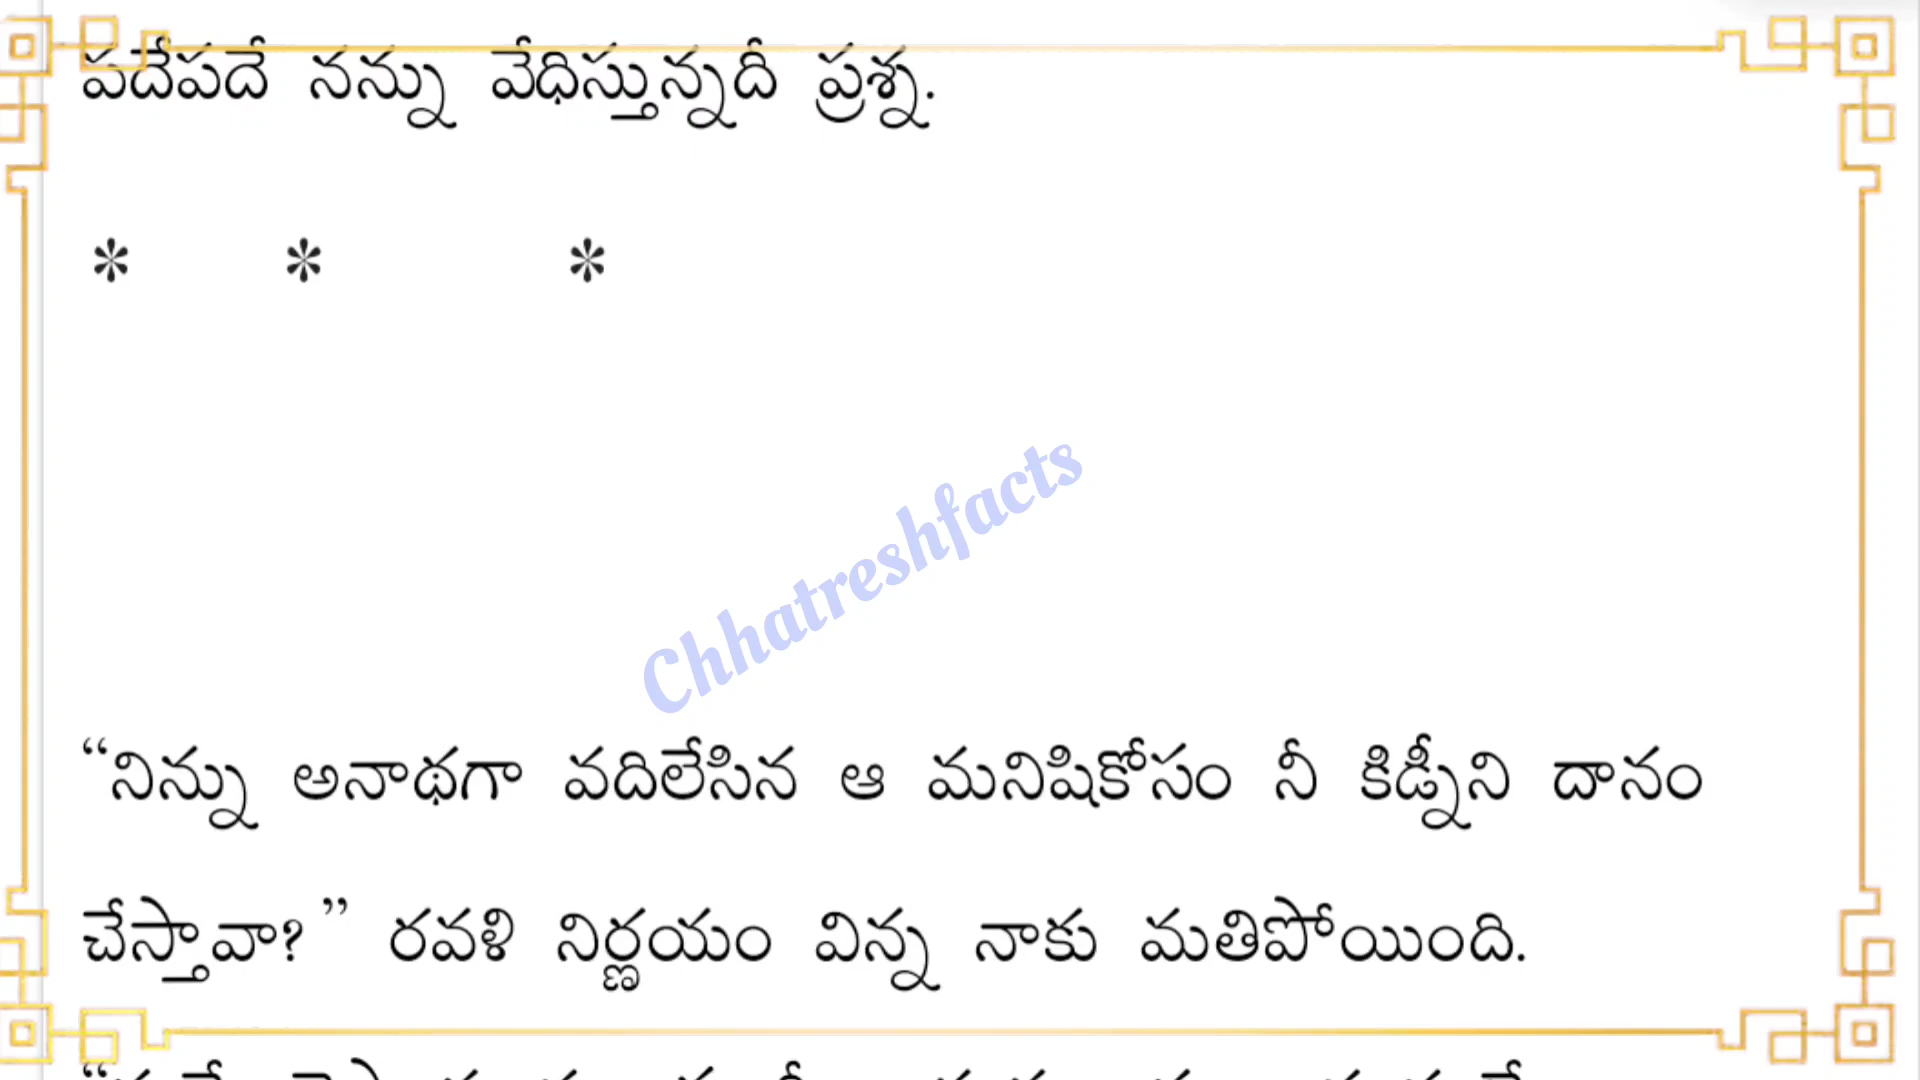 పదేపదే నన్ను వేధిస్తున్నదీ ప్రశ్న.
* * *
Chhatreshfacts
“నిన్ను అనాథగా వదిలేసిన ఆ మనిషికోసం నీ కిడ్నీని దానం
చేస్తావా?” రవళి నిర్ణయం విన్న నాకు మతిపోయింది.